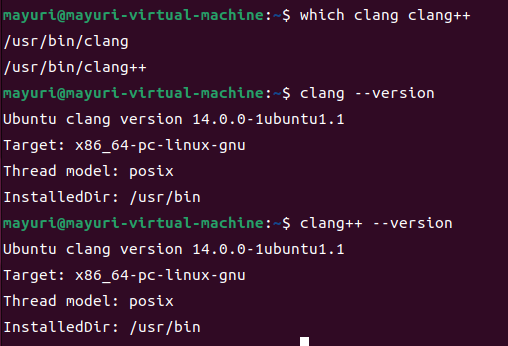 mayuri@mayuri-virtual-machine:~$ which clang clang++
/usr/bin/clang
/usr/bin/clang++
mayuri@mayuri-virtual-machine:~$ clang --version
Ubuntu clang version 14.0.0-1ubuntu1.1
Target: x86_64-pc-linux-gnu
Thread model: posix
InstalledDir: /usr/bin
mayuri@mayuri-virtual-machine:~$ clang++ --version
Ubuntu clang version 14.0.0-1ubuntu1.1
Target: x86_64-pc-linux-gnu
Thread model: posix
InstalledDir: /usr/bin